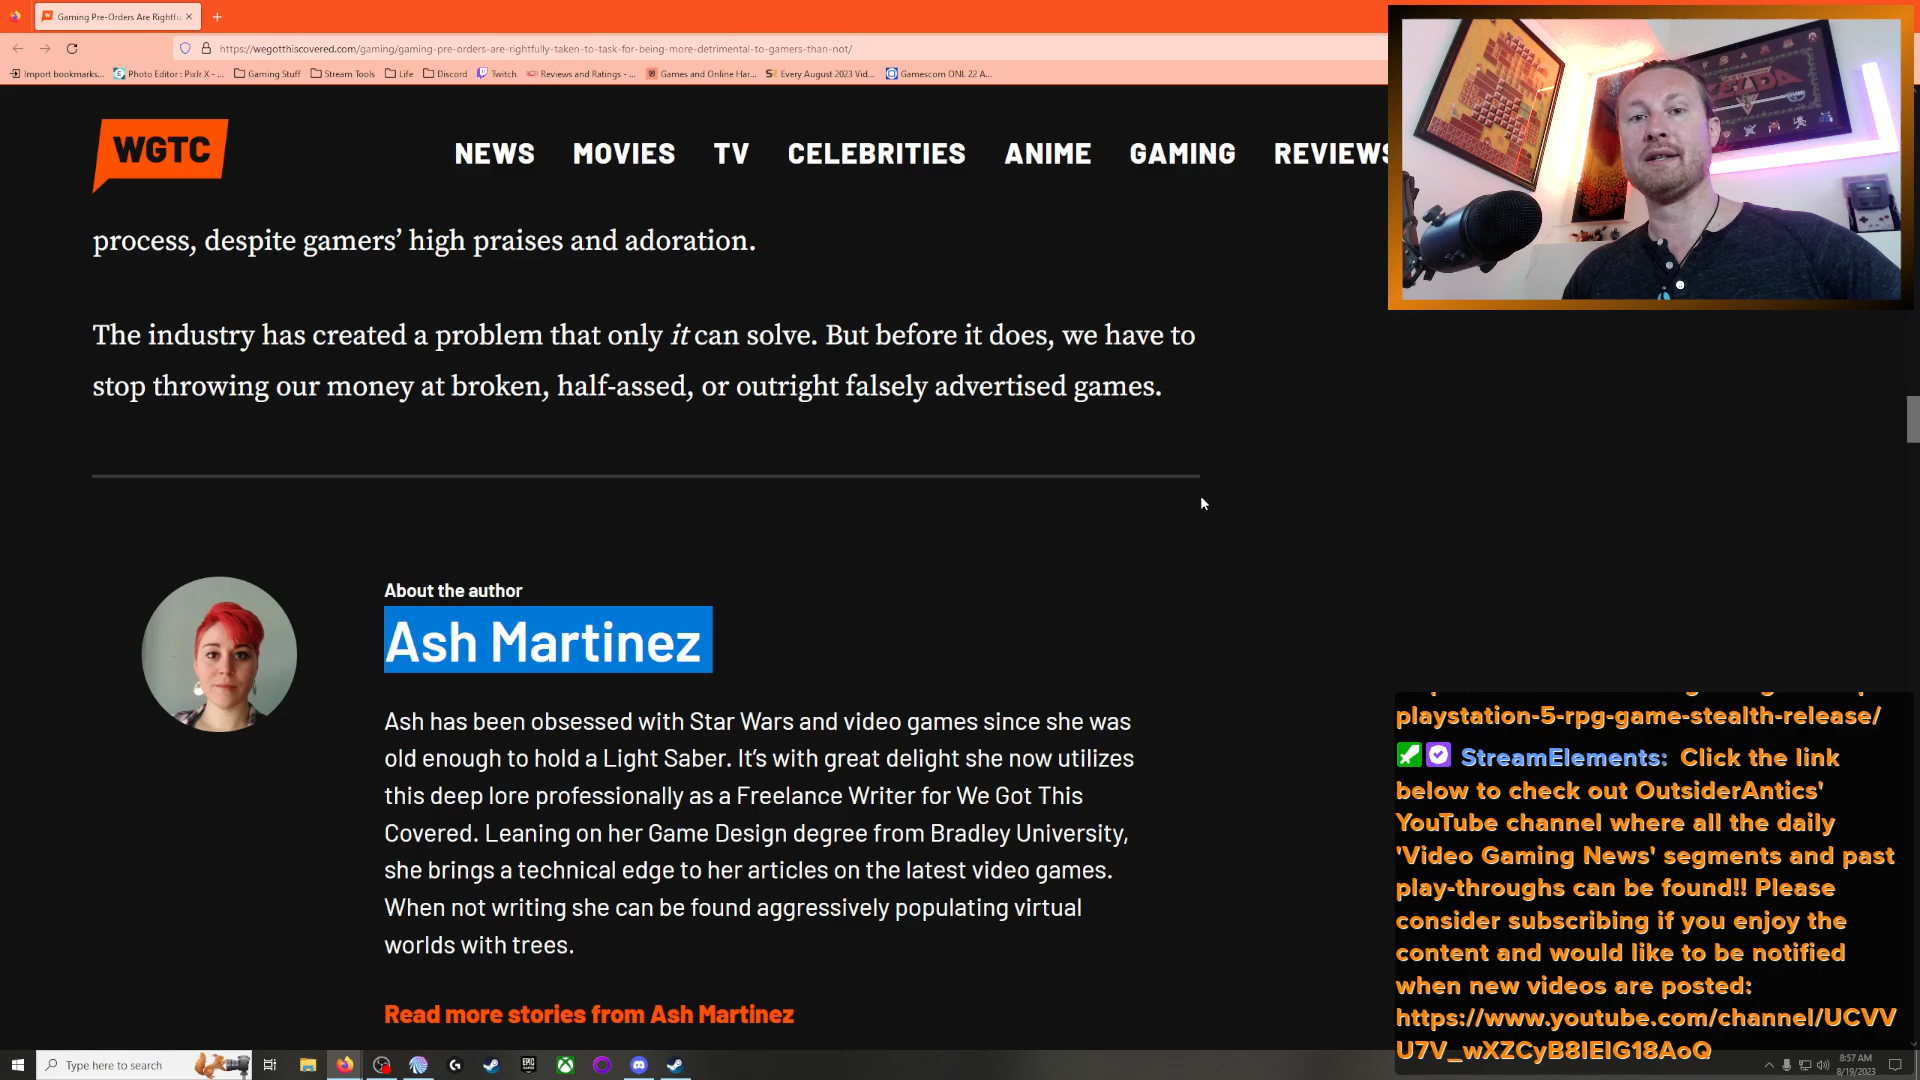 Gaming Pre-Orders Are Rightfu
https://wegotthiscovered.com/gaming/gaming-pre-orders-are-rightfully-taken-to-task-for-being-more-detrimental-to-gamers-than-not/
Import bookmarks... Photo Editor : Pixlr X - ... Gaming Stuff Stream Tools Life Discord Twitch Reviews and Ratings - ... Games and Online Har... Every August 2023 Vid... Gamescom ONL 22 A...
WGTC NEWS MOVIES TV CELEBRITIES ANIME GAMING REVIEWS
ZELDA
process, despite gamers’ high praises and adoration.
The industry has created a problem that only it can solve. But before it does, we have to
stop throwing our money at broken, half-assed, or outright falsely advertised games.
About the author
Ash Martinez
Ash has been obsessed with Star Wars and video games since she was
old enough to hold a Light Saber. It’s with great delight she now utilizes
this deep lore professionally as a Freelance Writer for We Got This
Covered. Leaning on her Game Design degree from Bradley University,
she brings a technical edge to her articles on the latest video games.
When not writing she can be found aggressively populating virtual
worlds with trees.
Read more stories from Ash Martinez
playstation-5-rpg-game-stealth-release/
StreamElements: Click the link
below to check out OutsiderAntics'
YouTube channel where all the daily
'Video Gaming News' segments and past
play-throughs can be found!! Please
consider subscribing if you enjoy the
content and would like to be notified
when new videos are posted:
https://www.youtube.com/channel/UCVV
U7V_wXZCyB8IEIG18AoQ
Type here to search
8:57 AM
8/19/2023